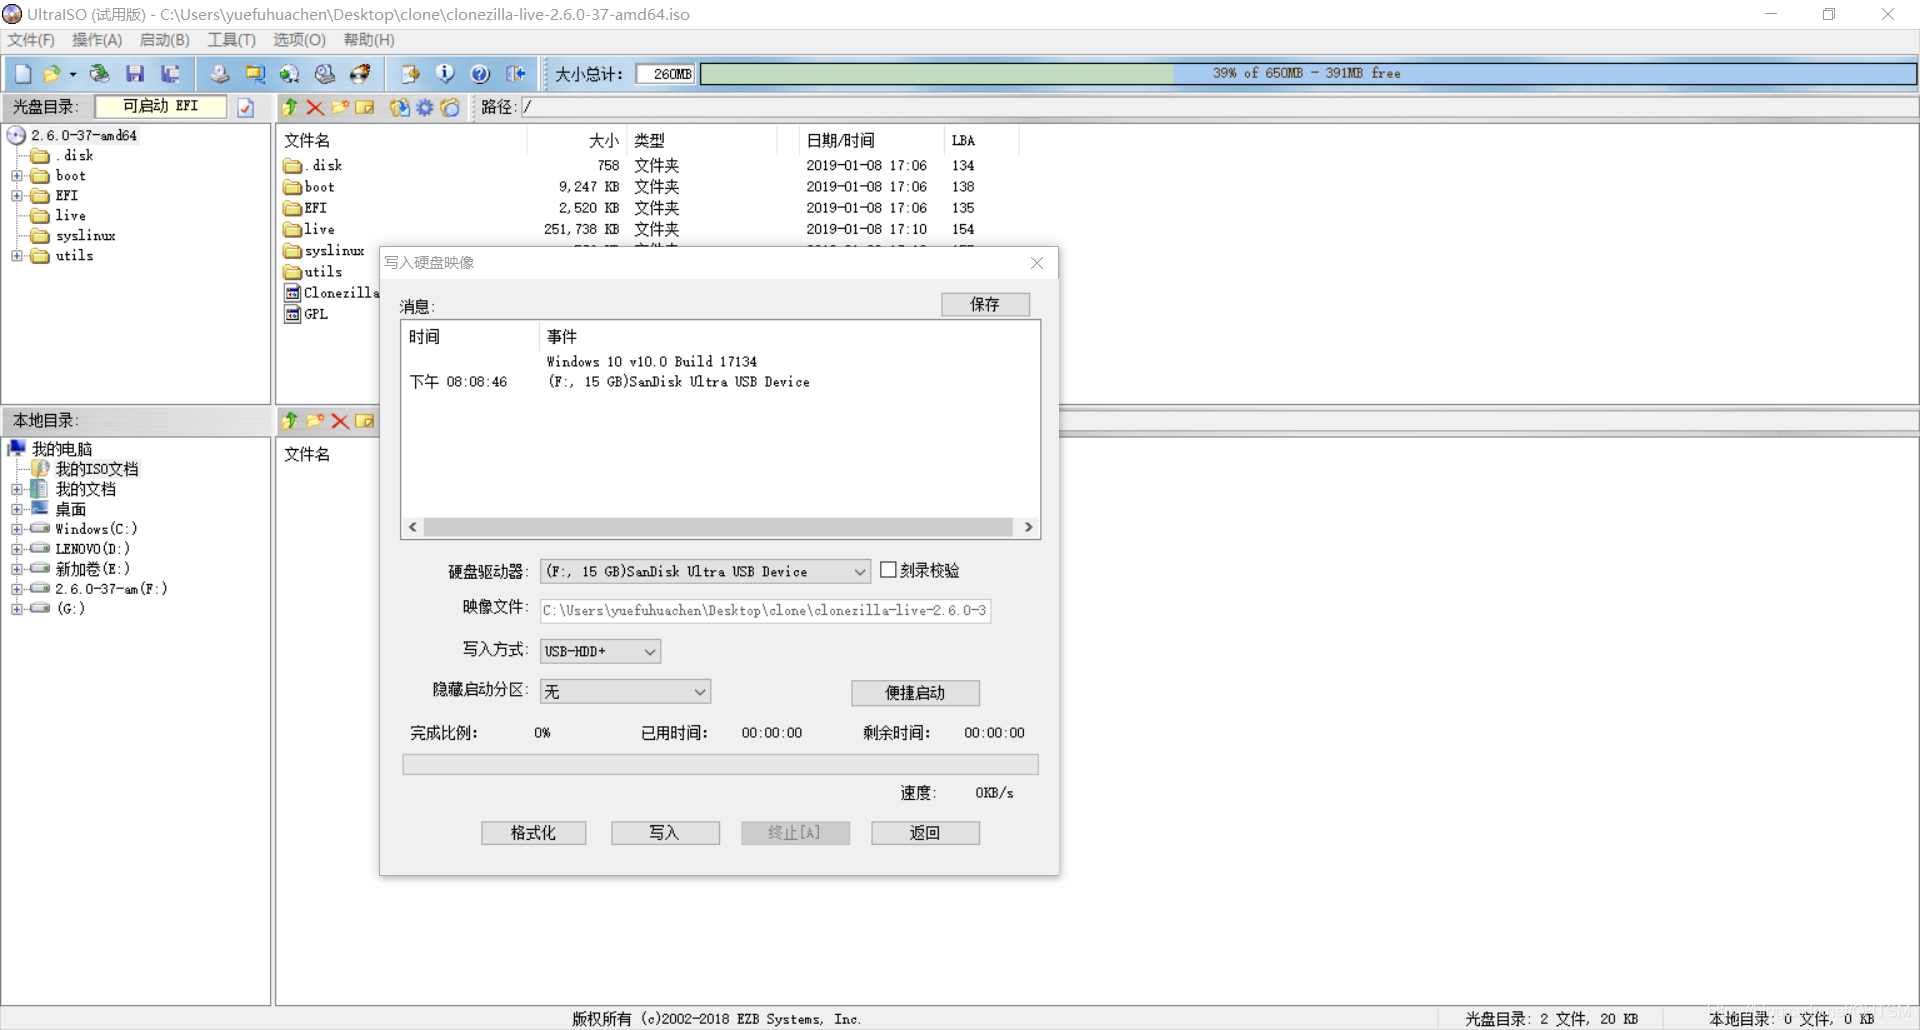 UltraISO (试用版) - C:\Users\yuefuhuachen\Desktop\clone\clonezilla-live-2.6.0-37-amd64.iso
文件(F) 操作(A) 启动(B) 工具(T) 选项(O) 帮助(H)
大小总计: 260MB 39% of 650MB - 391MB free
光盘目录: 可启动 EFI 路径: /
2.6.0-37-amd64
.disk
boot
EFI
live
syslinux
utils
文件名 大小 类型 日期/时间 LBA
.disk 758 文件夹 2019-01-08 17:06 134
boot 9,247 KB 文件夹 2019-01-08 17:06 138
EFI 2,520 KB 文件夹 2019-01-08 17:06 135
live 251,738 KB 文件夹 2019-01-08 17:10 154
syslinux
utils
Clonezilla
GPL
写入硬盘映像
消息: 保存
时间 事件
Windows 10 v10.0 Build 17134
下午 08:08:46 (F:, 15 GB)SanDisk Ultra USB Device
硬盘驱动器: (F:, 15 GB)SanDisk Ultra USB Device 刻录校验
映像文件: C:\Users\yuefuhuachen\Desktop\clone\clonezilla-live-2.6.0-3
写入方式: USB-HDD+
隐藏启动分区: 无 便捷启动
完成比例: 0% 已用时间: 00:00:00 剩余时间: 00:00:00
速度: 0KB/s
格式化 写入 终止[A] 返回
本地目录:
我的电脑
我的ISO文档
我的文档
桌面
Windows(C:)
LENOVO(D:)
新加卷(E:)
2.6.0-37-am(F:)
(G:)
文件名
版权所有 (c)2002-2018 EZB Systems, Inc. 光盘目录: 2 文件, 20 KB 本地目录: 0 文件, 0 KB